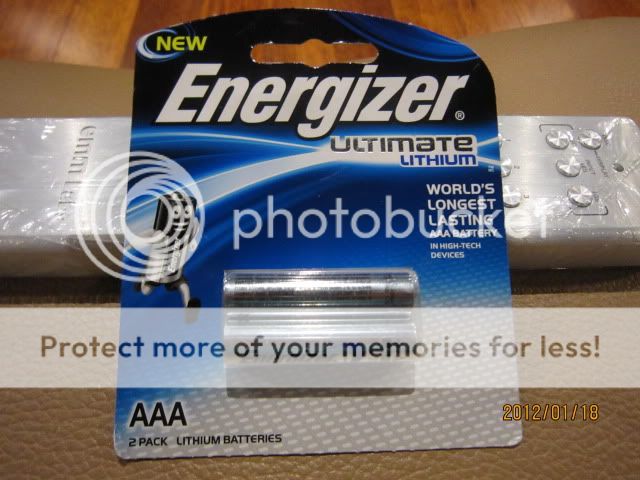 NEW
Energizer®
ULTIMATE
LITHIUM
WORLD'S
LONGEST
LASTING
AAA BATTERY
IN HIGH-TECH
DEVICES
photobucket
Protect more of your memories for less!
AAA
2 PACK LITHIUM BATTERIES
2012/01/18